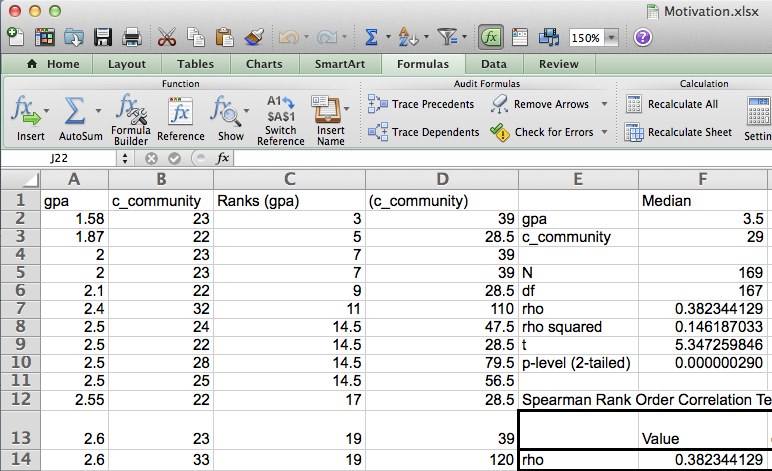 Motivation.xlsx
150%
Home Layout Tables Charts SmartArt Formulas Data Review
Function Audit Formulas Calculation
fx Σ fx fx fx A1 $A$1
Trace Precedents Remove Arrows Recalculate All
Trace Dependents Check for Errors Recalculate Sheet
Insert AutoSum Formula Builder Reference Show Switch Reference Insert Name
J22 fx
A B C D E F
1 gpa c_community Ranks (gpa) (c_community) Median
2 1.58 23 3 39 gpa 3.5
3 1.87 22 5 28.5 c_community 29
4 2 23 7 39
5 2 23 7 39 N 169
6 2.1 22 9 28.5 df 167
7 2.4 32 11 110 rho 0.382344129
8 2.5 24 14.5 47.5 rho squared 0.146187033
9 2.5 22 14.5 28.5 t 5.347259846
10 2.5 28 14.5 79.5 p-level (2-tailed) 0.000000290
11 2.5 25 14.5 56.5
12 2.55 22 17 28.5 Spearman Rank Order Correlation Te
13 2.6 23 19 39 Value
14 2.6 33 19 120 rho 0.382344129